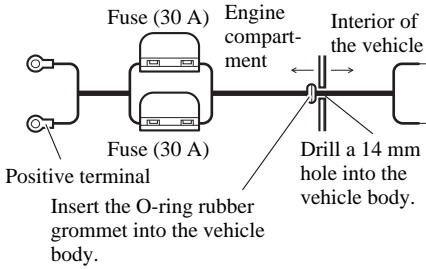 Fuse (30 A)
Engine
compart-
ment
Interior of
the vehicle
Fuse (30 A)
Positive terminal
Drill a 14 mm
hole into the
vehicle body.
Insert the O-ring rubber
grommet into the vehicle
body.